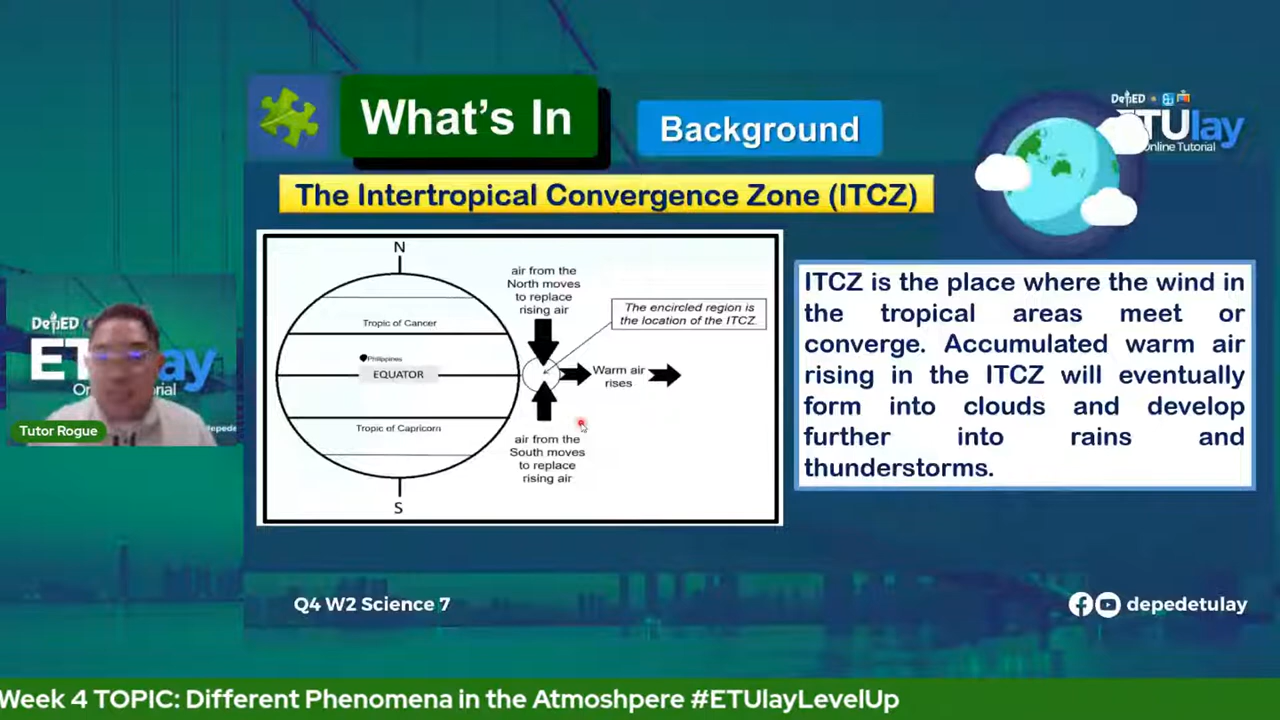 What's In
Background
DepED
ETUlay
Online Tutorial
The Intertropical Convergence Zone (ITCZ)
N
air from the
North moves
to replace
rising air
The encircled region is
the location of the ITCZ.
Tropic of Cancer
Philippines
EQUATOR
Warm air
rises
Tropic of Capricorn
air from the
South moves
to replace
rising air
S
ITCZ is the place where the wind in
the tropical areas meet or
converge. Accumulated warm air
rising in the ITCZ will eventually
form into clouds and develop
further into rains and
thunderstorms.
DepED
Tutor Rogue
Q4 W2 Science 7
depedetulay
Week 4 TOPIC: Different Phenomena in the Atmoshpere #ETUlayLevelUp